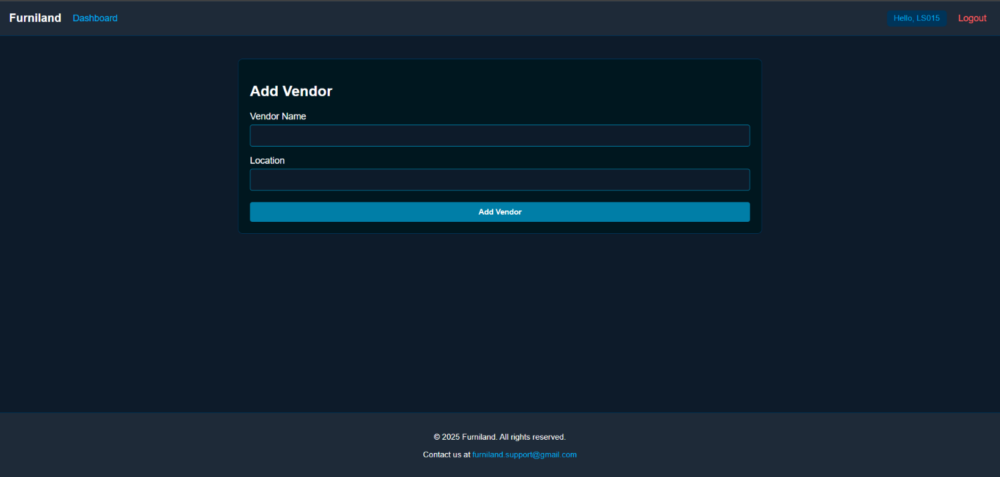 Furniland Dashboard Hello, LS015 Logout
Add Vendor
Vendor Name
Location
Add Vendor
© 2025 Furniland. All rights reserved.
Contact us at furniland.support@gmail.com